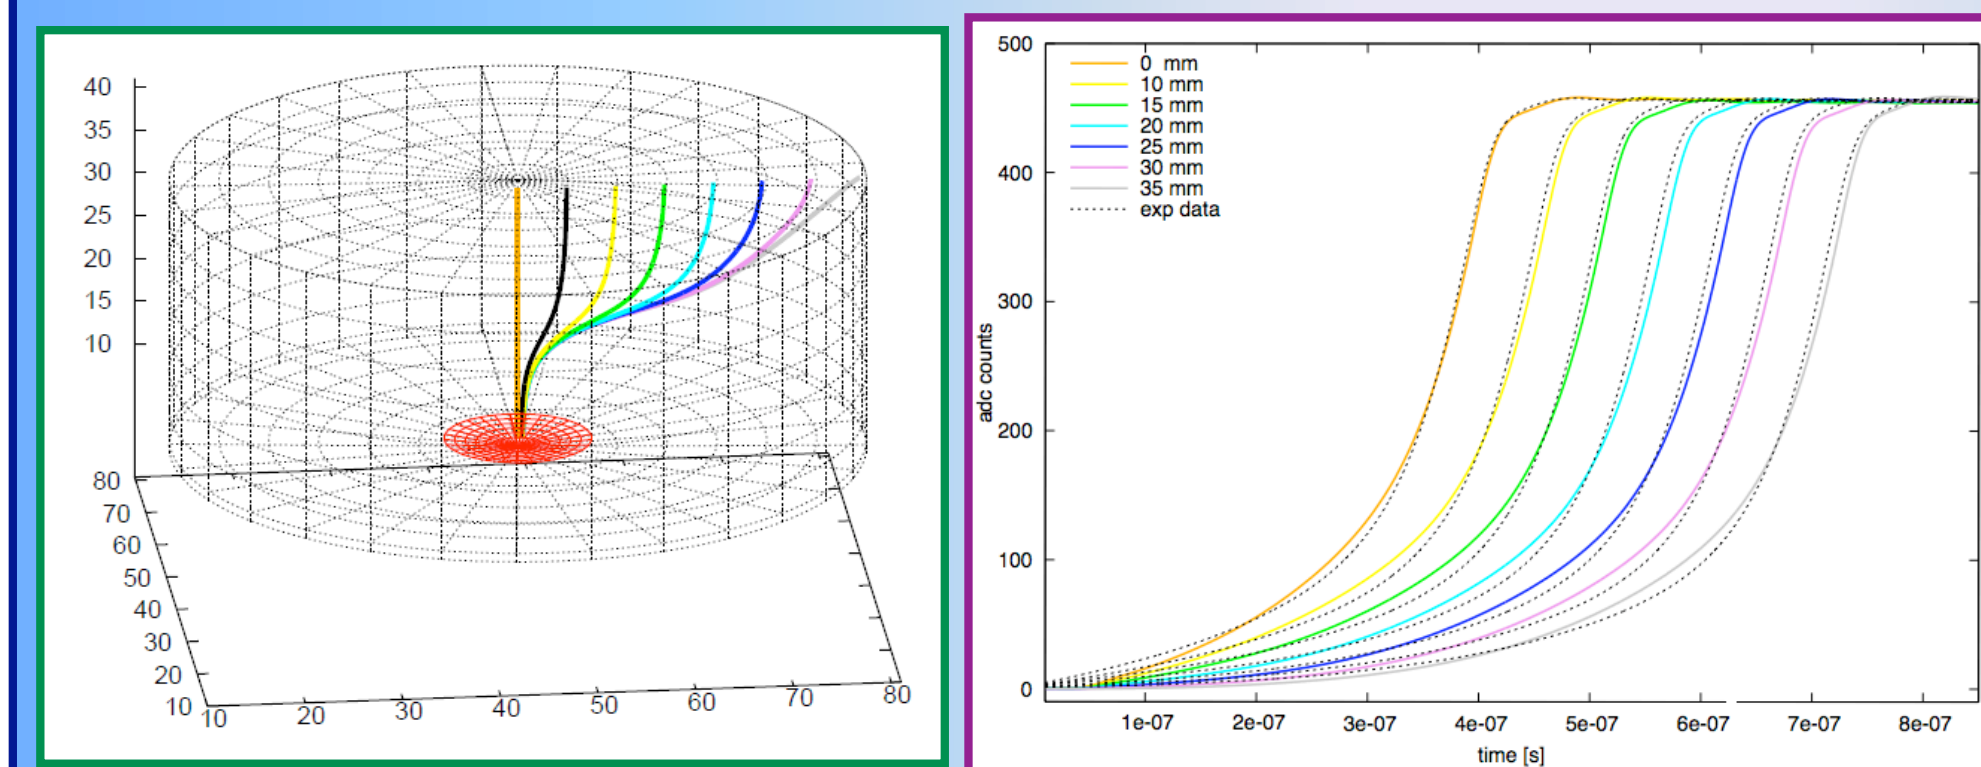 40
35
30
25
20
15
10
80
70
60
50
40
30
20
10
10 20 30 40 50 60 70 80
500
400
300
200
100
0
adc counts
0 mm
10 mm
15 mm
20 mm
25 mm
30 mm
35 mm
exp data
1e-07 2e-07 3e-07 4e-07 5e-07 6e-07 7e-07 8e-07
time [s]